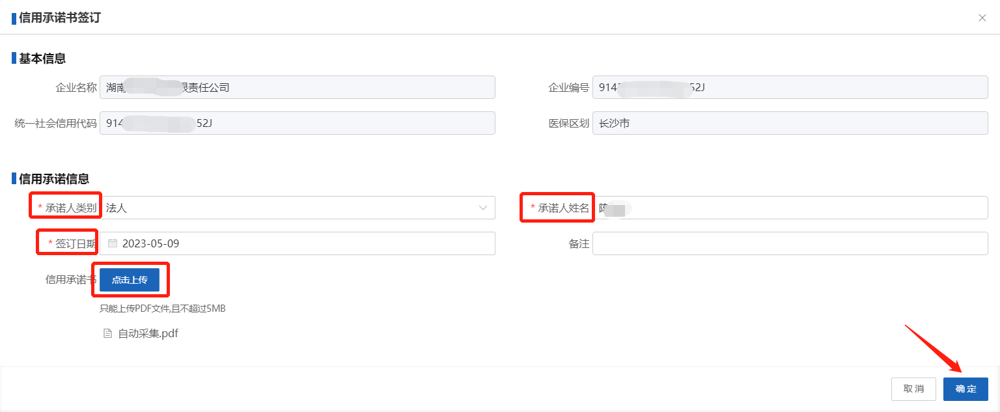 信用承诺书签订
基本信息
企业名称 湖南 限责任公司
企业编号 914 52J
统一社会信用代码 914 52J
医保区划 长沙市
信用承诺信息
* 承诺人类别 法人
* 承诺人姓名 陈
* 签订日期 2023-05-09
备注
信用承诺书 点击上传
只能上传PDF文件,且不超过5MB
自动采集.pdf
取消 确定